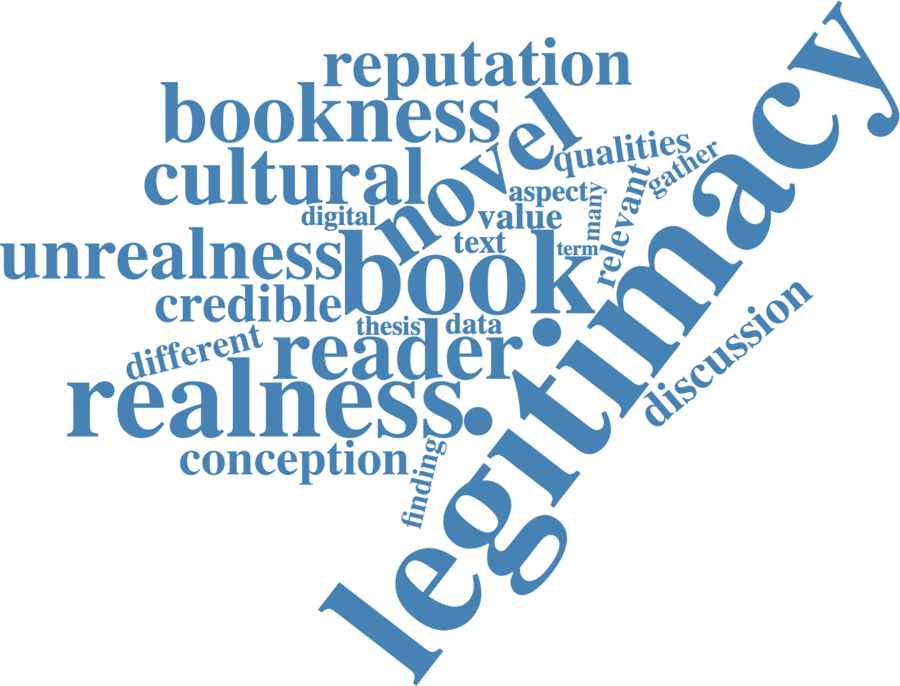 reputation
bookness
novel
legitimacy
cultural
qualities
gather
aspect
many
relevant
digital
value
text
term
unrealness
book
credible
thesis
data
discussion
different
reader
realness
conception
finding